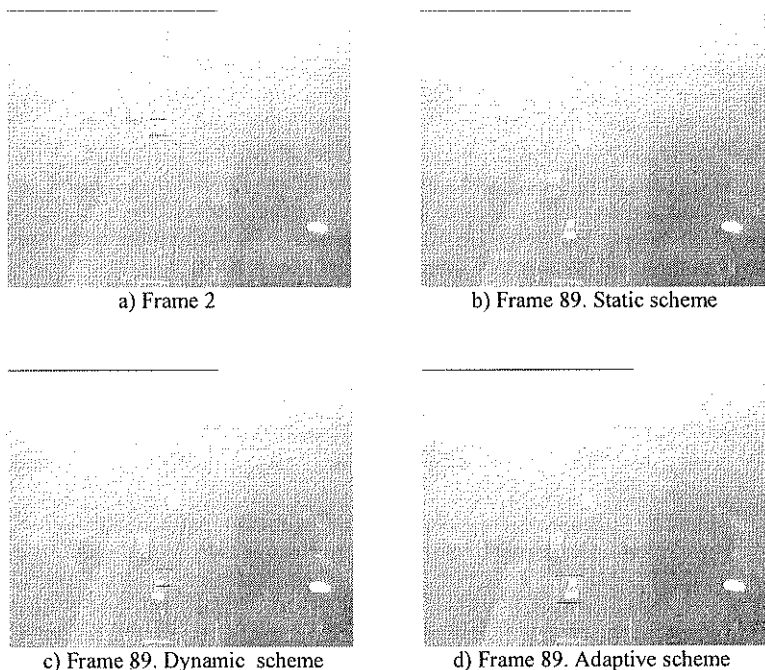 a) Frame 2
b) Frame 89. Static scheme
c) Frame 89. Dynamic scheme
d) Frame 89. Adaptive scheme